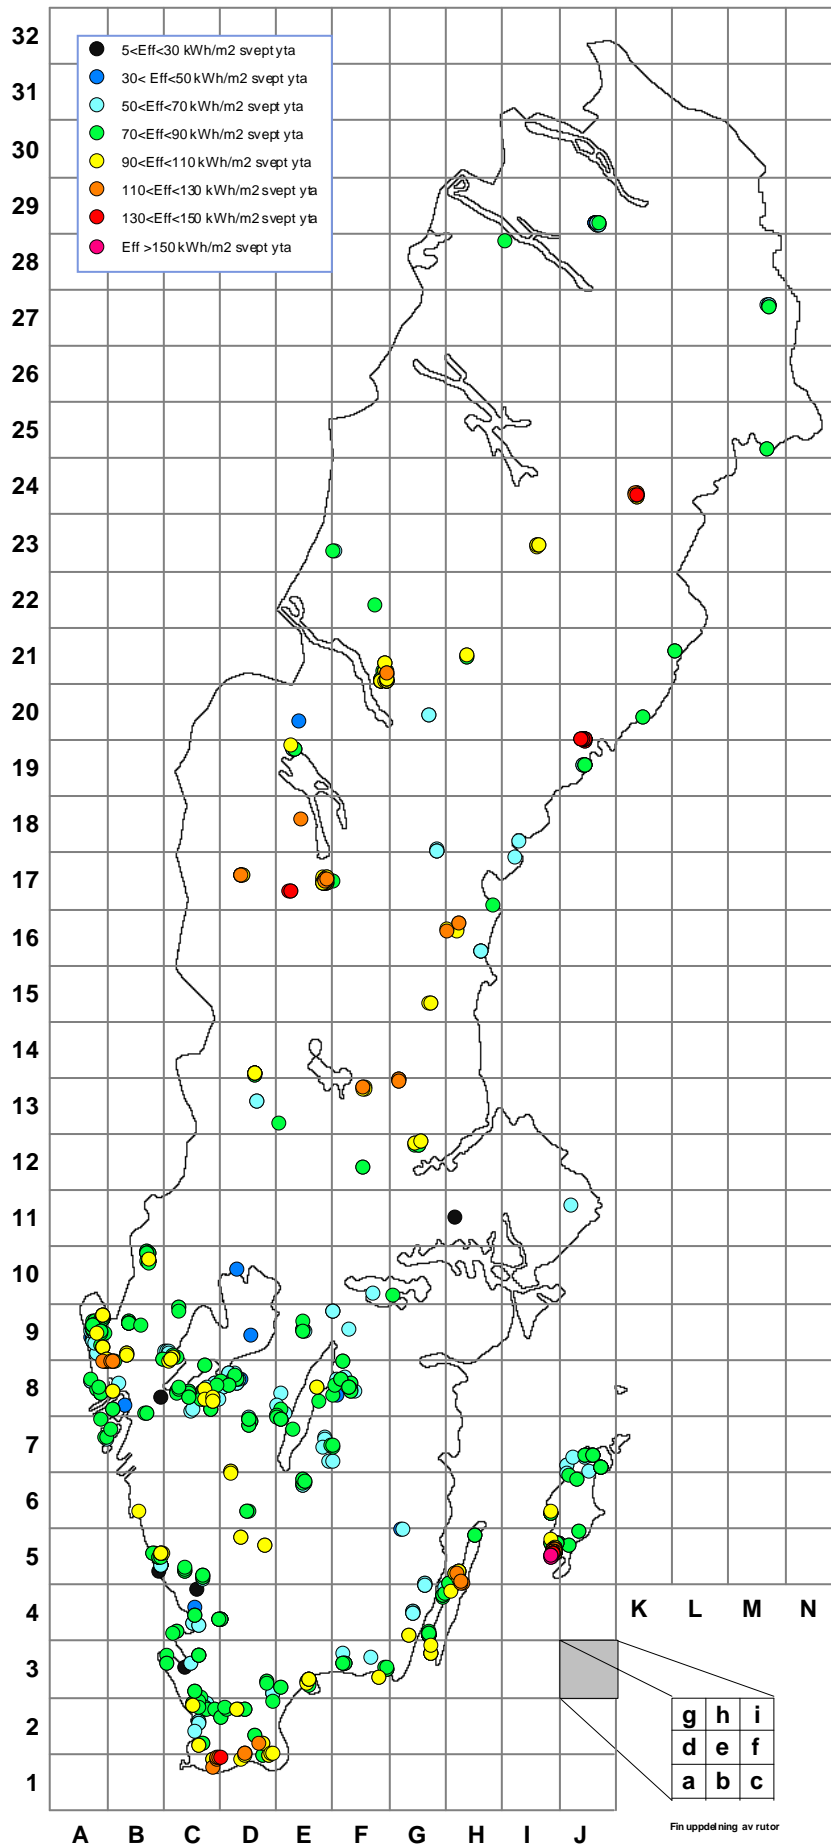 32
5<Eff<30 kWh/m2 svept yta
30< Eff<50 kWh/m2 svept yta
50<Eff<70 kWh/m2 svept yta
70<Eff<90 kWh/m2 svept yta
90<Eff<110 kWh/m2 svept yta
110<Eff<130 kWh/m2 svept yta
130<Eff<150 kWh/m2 svept yta
Eff >150 kWh/m2 svept yta
31
30
29
28
27
26
25
24
23
22
21
20
19
18
17
16
15
14
13
12
11
10
9
8
7
6
5
4
K L M N
3
2
1
g h i
d e f
a b c
Fin uppdelning av rutor
A B C D E F G H I J